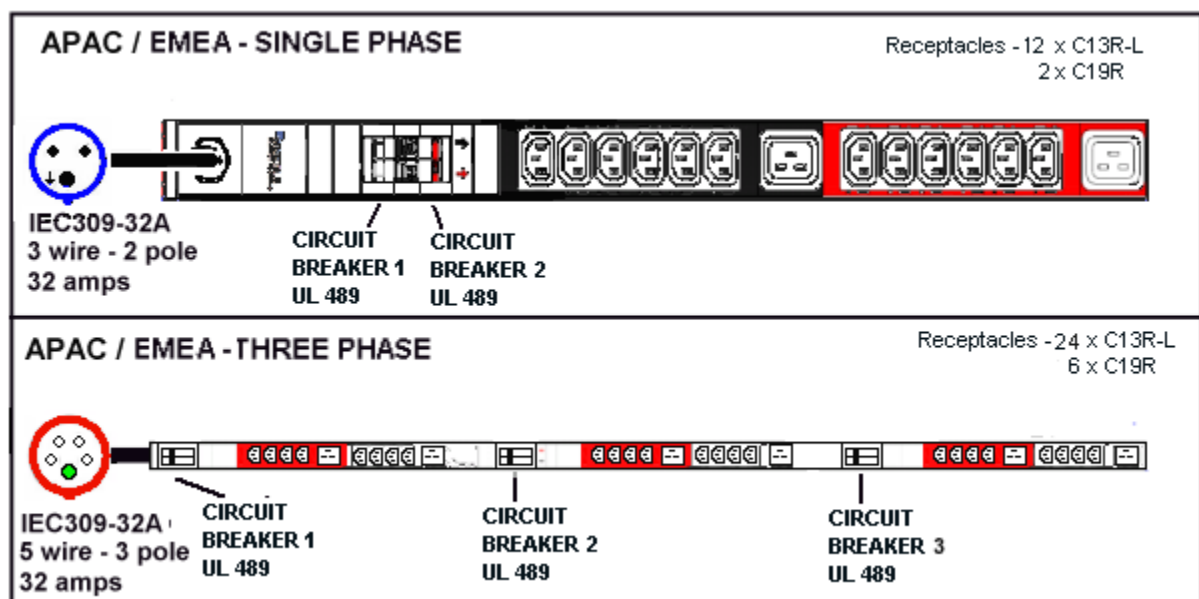 APAC / EMEA - SINGLE PHASE
Receptacles - 12 x C13R-L
2 x C19R
IEC309-32A
3 wire - 2 pole
32 amps
CIRCUIT
BREAKER 1
UL 489
CIRCUIT
BREAKER 2
UL 489
APAC / EMEA -THREE PHASE
Receptacles -24 x C13R-L
6 x C19R
IEC309-32A
5 wire - 3 pole
32 amps
CIRCUIT
BREAKER 1
UL 489
CIRCUIT
BREAKER 2
UL 489
CIRCUIT
BREAKER 3
UL 489